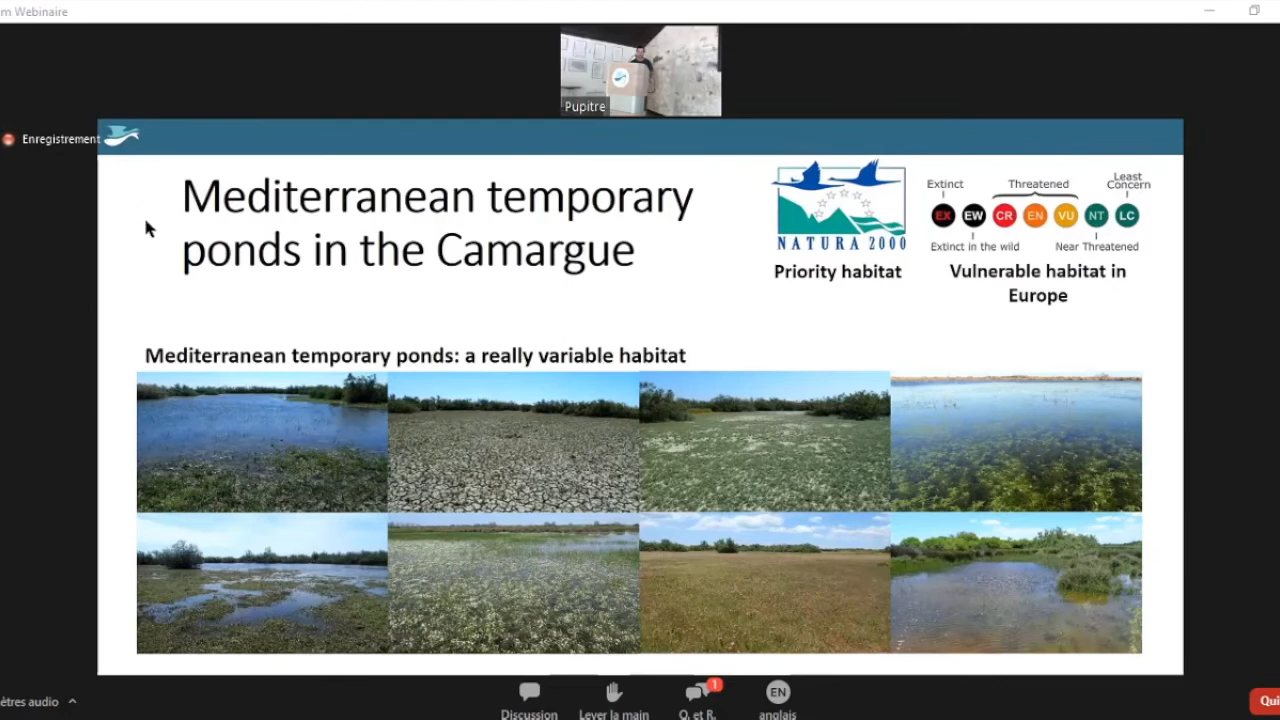 m Webinaire
Pupitre
Enregistrement
Mediterranean temporary
ponds in the Camargue
NATURA 2000
Priority habitat
Extinct
Threatened
Least
Concern
EX
EW
CR
EN
VU
NT
LC
Extinct in the wild
Near Threatened
Vulnerable habitat in
Europe
Mediterranean temporary ponds: a really variable habitat
ètres audio
Discussion
Lever la main
1
Q. et R.
EN
anglais
Qui